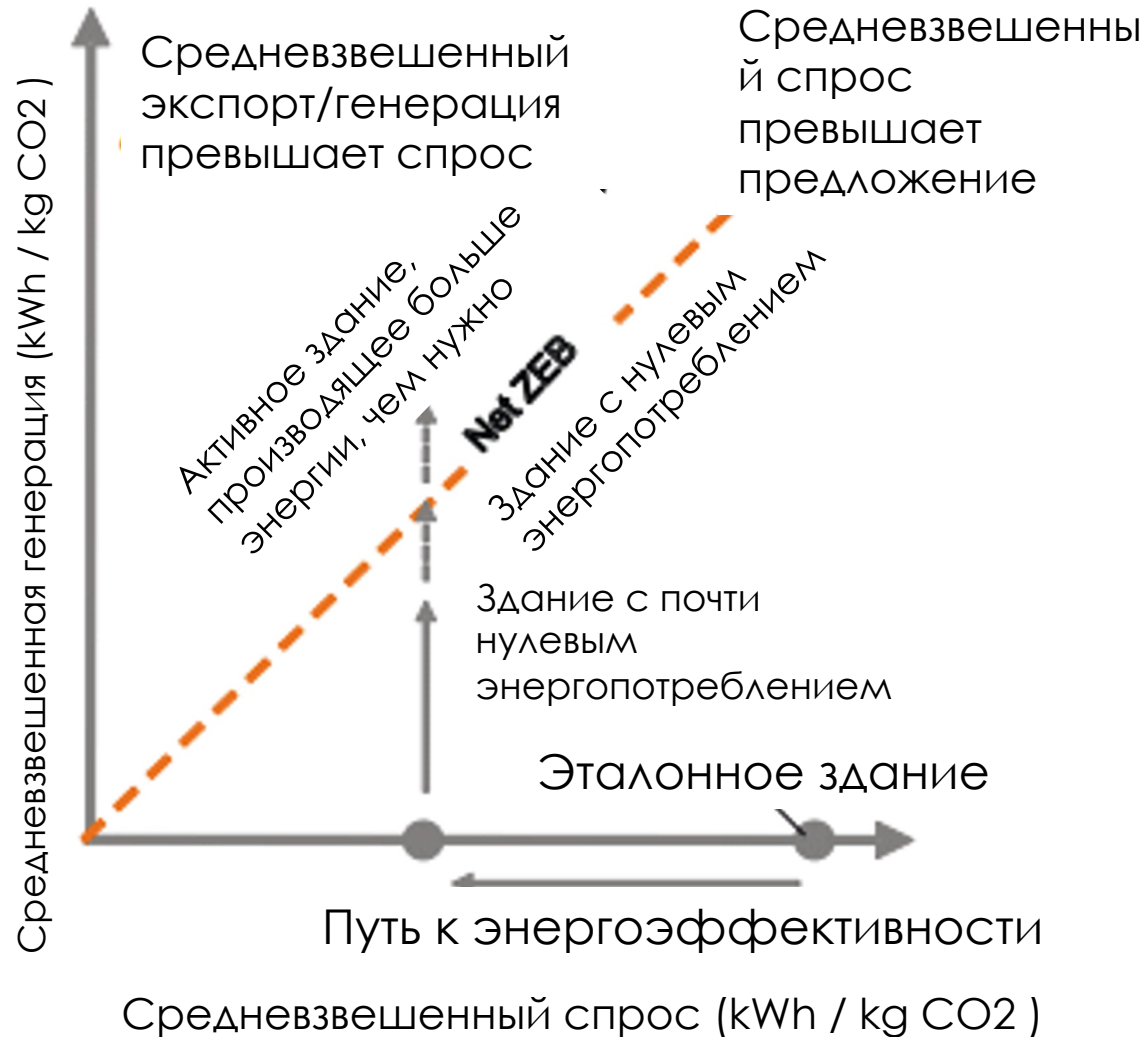 Средневзвешенный
экспорт/генерация
превышает спрос
Средневзвешенны
й спрос
превышает
предложение
Средневзвешенная генерация (kWh / kg CO2 )
Активное здание,
производящее больше
энергии, чем нужно
Net ZEB
Здание с нулевым
энергопотреблением
Здание с почти
нулевым
энергопотреблением
Эталонное здание
Путь к энергоэффективности
Средневзвешенный спрос (kWh / kg CO2 )